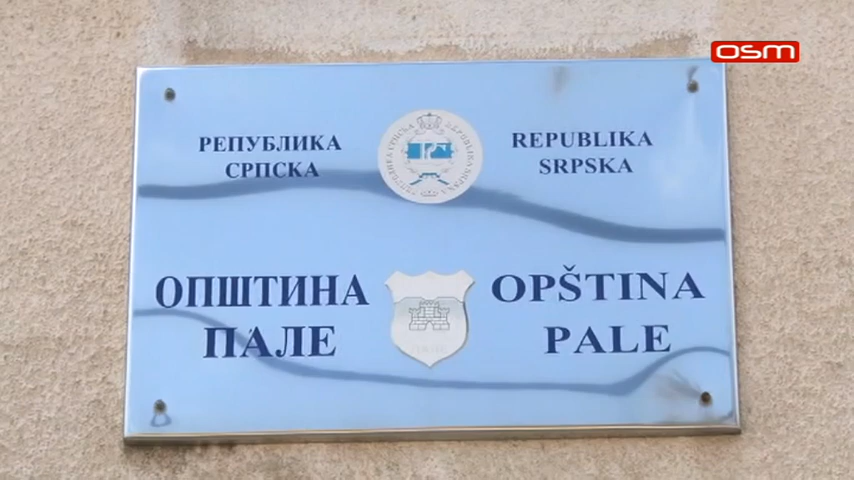 osm
РЕПУБЛИКА
СРПСКА
REPUBLIKA
SRPSKA
ОПШТИНА
ПАЛЕ
OPŠTINA
PALE